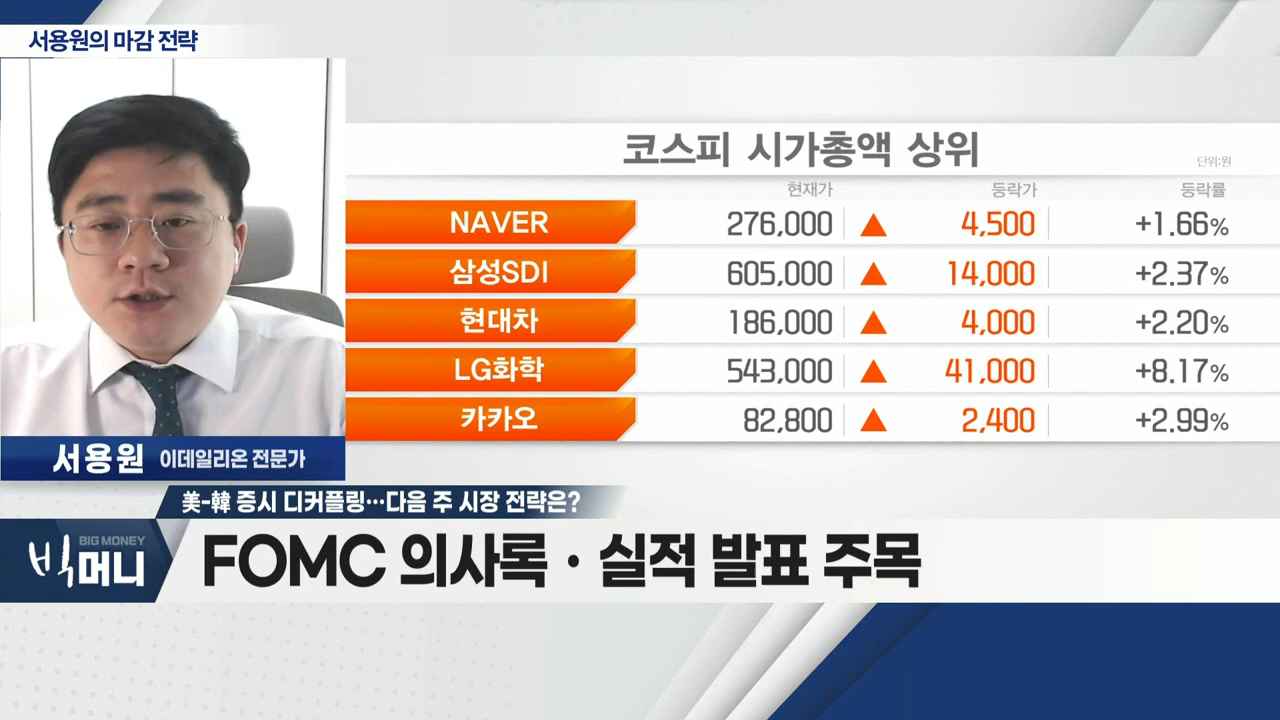 서용원의 마감 전략
코스피 시가총액 상위
단위:원
현재가 등락가 등락률
NAVER 276,000 ▲ 4,500 +1.66%
삼성SDI 605,000 ▲ 14,000 +2.37%
현대차 186,000 ▲ 4,000 +2.20%
LG화학 543,000 ▲ 41,000 +8.17%
카카오 82,800 ▲ 2,400 +2.99%
서용원 이데일리온 전문가
美-韓 증시 디커플링…다음 주 시장 전략은?
BIG MONEY
빅머니
FOMC 의사록·실적 발표 주목